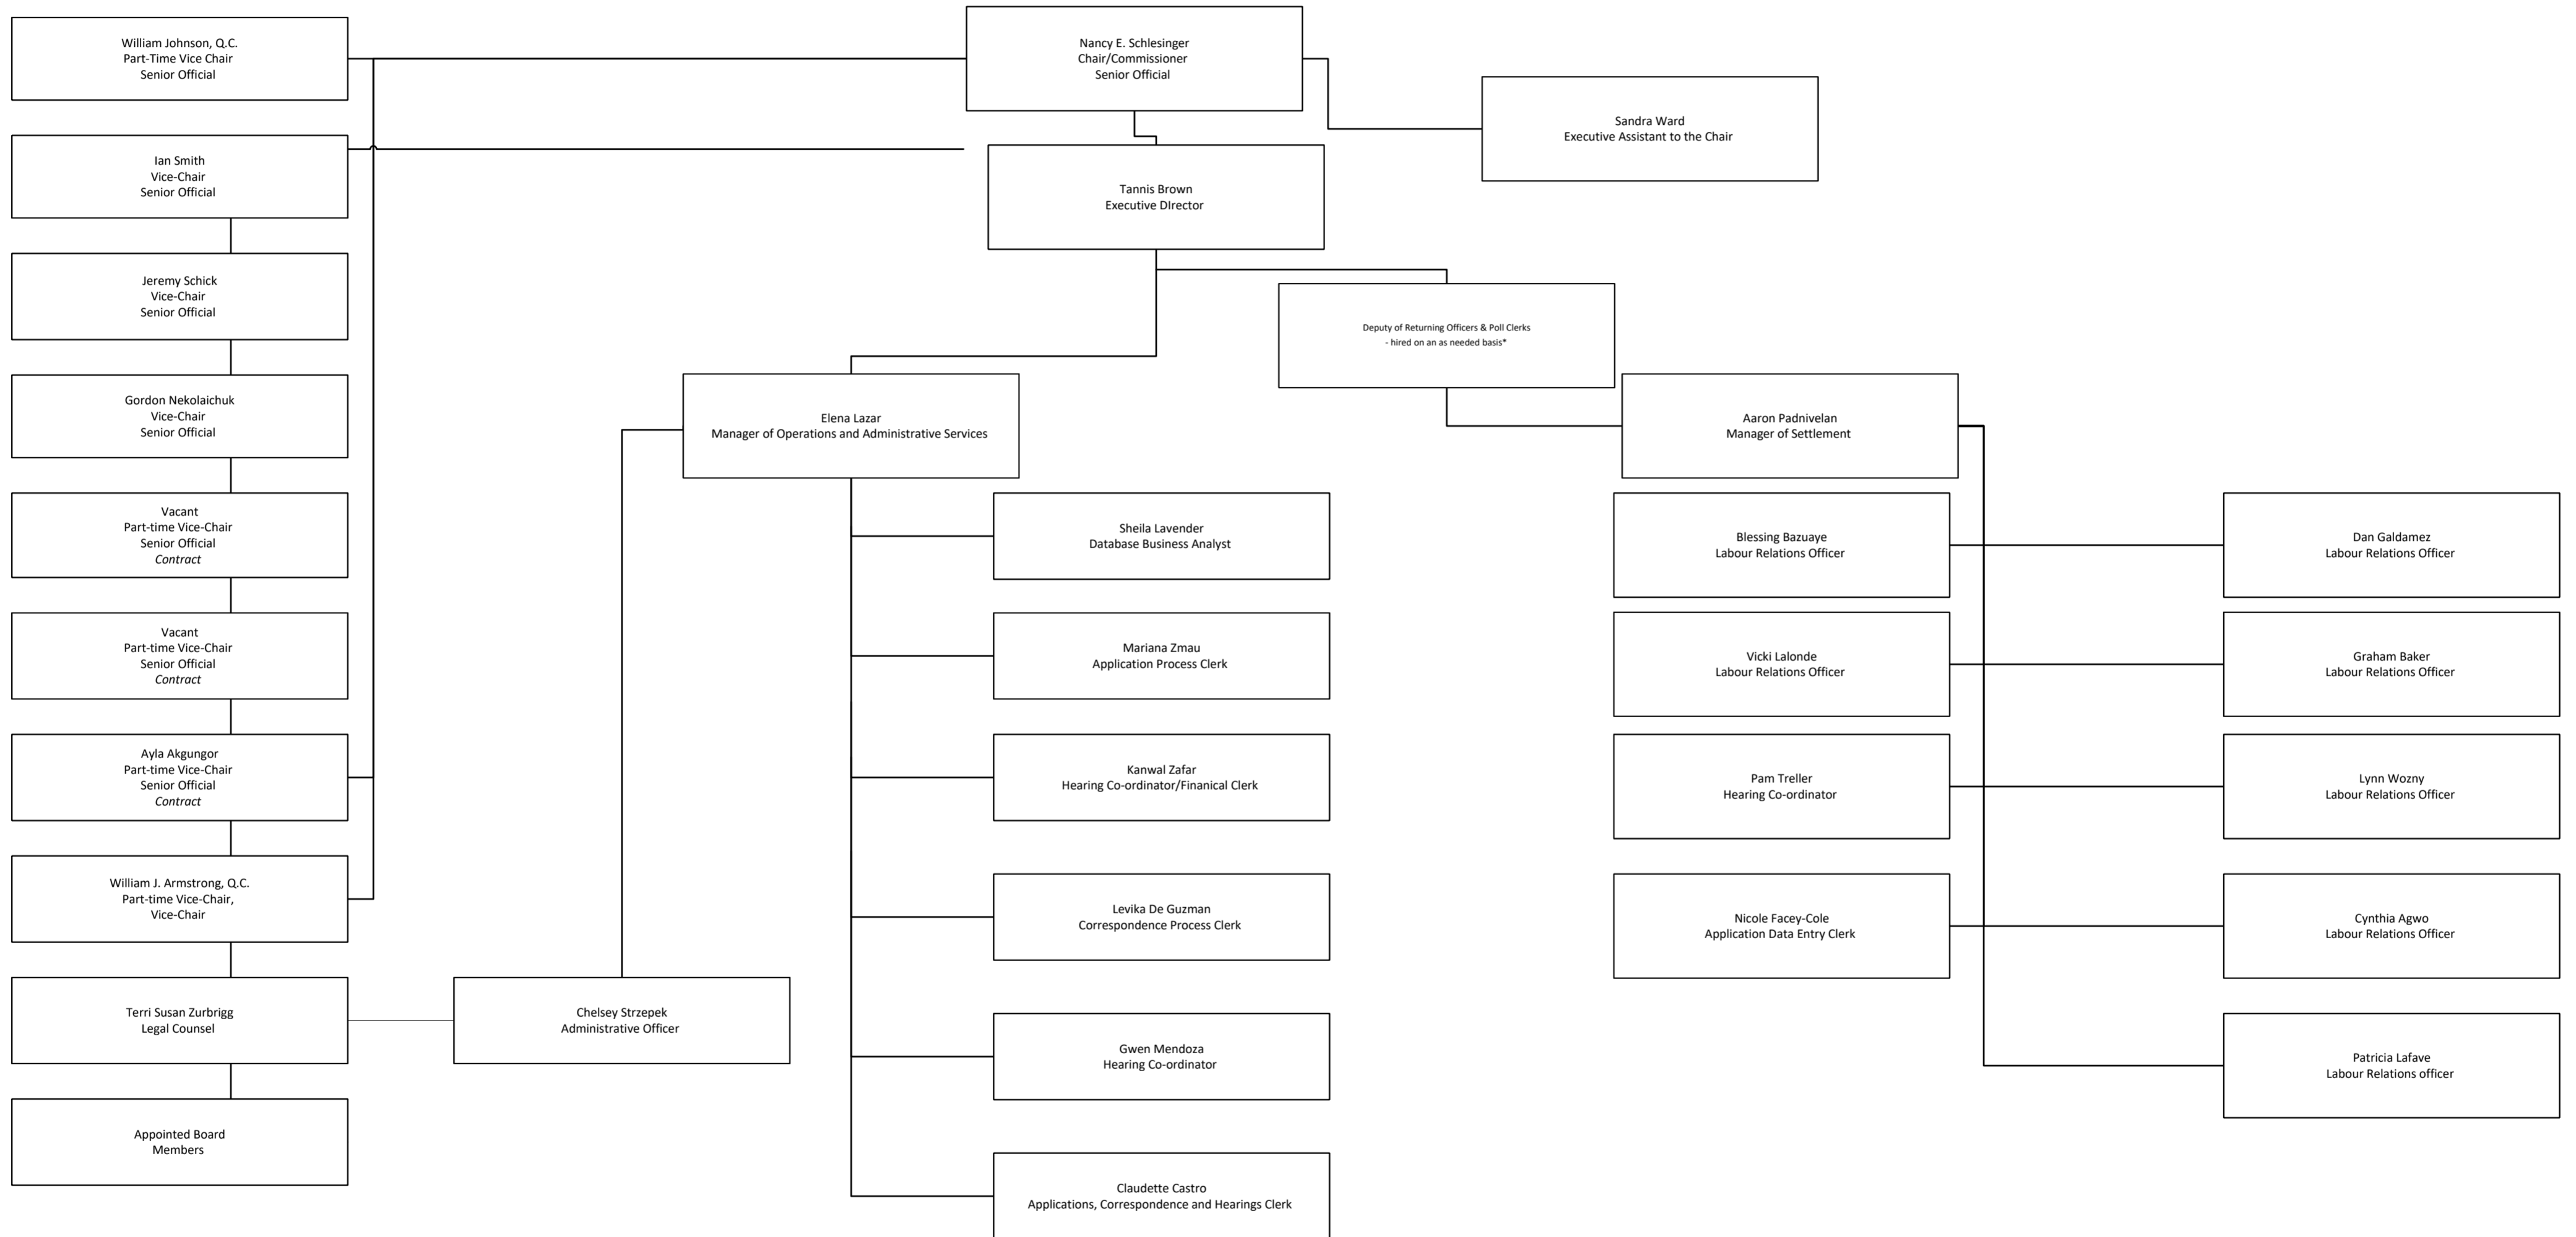 William Johnson, Q.C.
Part-Time Vice Chair
Senior Official
Nancy E. Schlesinger
Chair/Commissioner
Senior Official
Sandra Ward
Executive Assistant to the Chair
Ian Smith
Vice-Chair
Senior Official
Tannis Brown
Executive DIrector
Jeremy Schick
Vice-Chair
Senior Official
Deputy of Returning Officers & Poll Clerks
- hired on an as needed basis*
Gordon Nekolaichuk
Vice-Chair
Senior Official
Elena Lazar
Manager of Operations and Administrative Services
Aaron Padnivelan
Manager of Settlement
Vacant
Part-time Vice-Chair
Senior Official
Contract
Sheila Lavender
Database Business Analyst
Blessing Bazuaye
Labour Relations Officer
Dan Galdamez
Labour Relations Officer
Vacant
Part-time Vice-Chair
Senior Official
Contract
Mariana Zmau
Application Process Clerk
Vicki Lalonde
Labour Relations Officer
Graham Baker
Labour Relations Officer
Ayla Akgungor
Part-time Vice-Chair
Senior Official
Contract
Kanwal Zafar
Hearing Co-ordinator/Finanical Clerk
Pam Treller
Hearing Co-ordinator
Lynn Wozny
Labour Relations Officer
William J. Armstrong, Q.C.
Part-time Vice-Chair,
Vice-Chair
Levika De Guzman
Correspondence Process Clerk
Nicole Facey-Cole
Application Data Entry Clerk
Cynthia Agwo
Labour Relations Officer
Terri Susan Zurbrigg
Legal Counsel
Chelsey Strzepek
Administrative Officer
Gwen Mendoza
Hearing Co-ordinator
Patricia Lafave
Labour Relations officer
Appointed Board
Members
Claudette Castro
Applications, Correspondence and Hearings Clerk